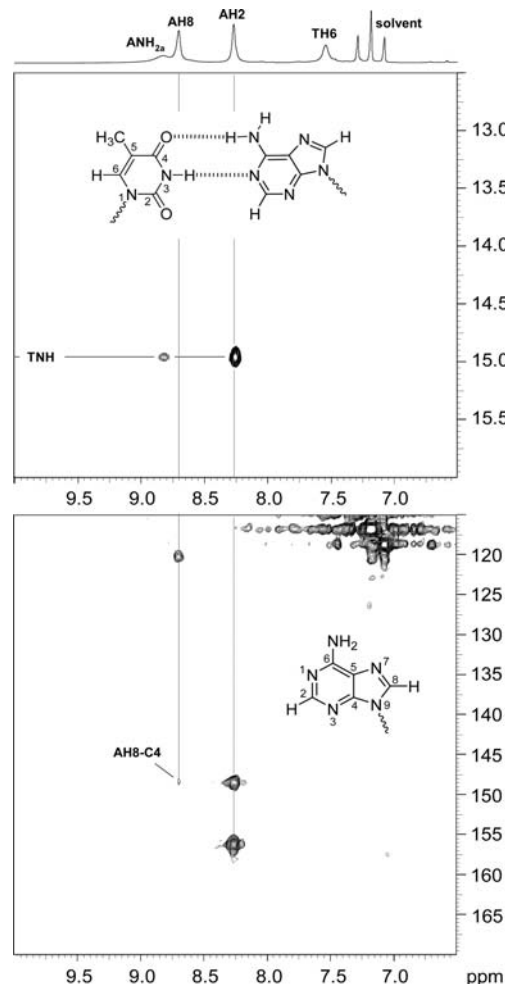 AH8 AH2 solvent
ANH2a TH6
H
H3C O H–N N H
5 4
H 6 3 N–H N N
1 N 2 N
O H
TNH
13.0
13.5
14.0
14.5
15.0
15.5
9.5 9.0 8.5 8.0 7.5 7.0
NH2
6
1 N 5 N 7
2 8 H
H N 4 N 9
3
AH8-C4
120
125
130
135
140
145
150
155
160
165
9.5 9.0 8.5 8.0 7.5 7.0 ppm